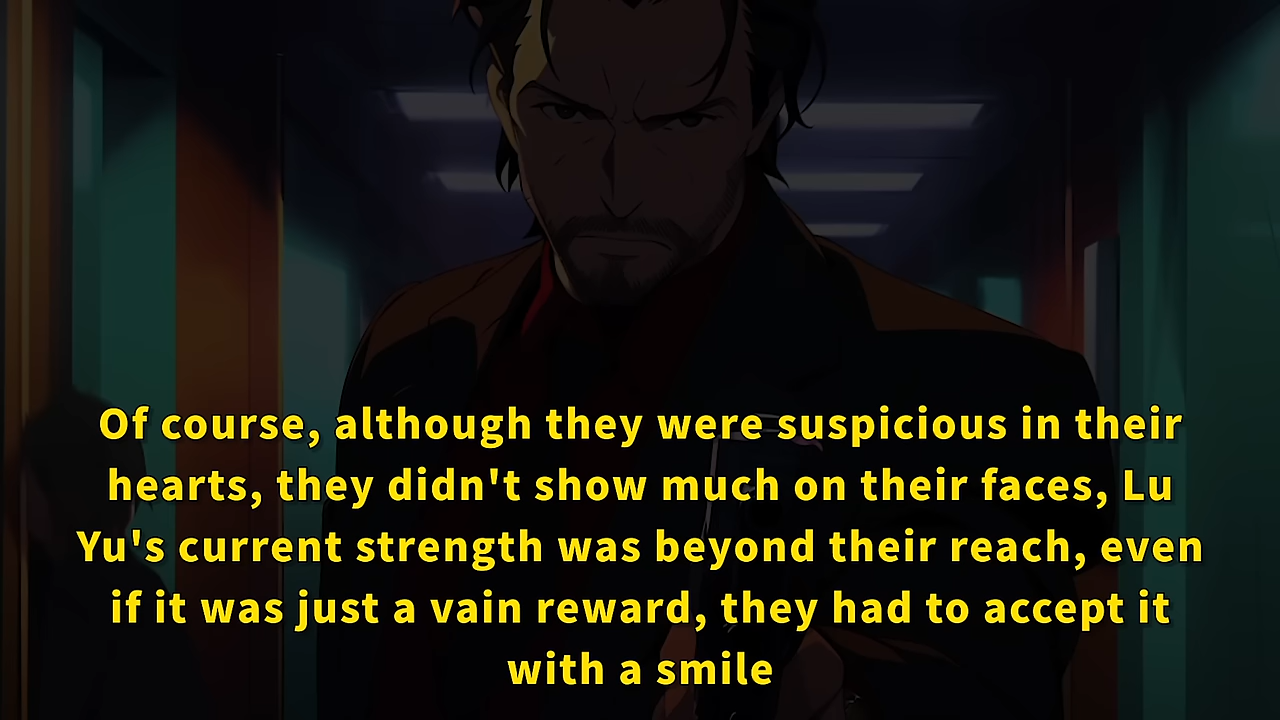 Of course, although they were suspicious in their
hearts, they didn't show much on their faces, Lu
Yu's current strength was beyond their reach, even
if it was just a vain reward, they had to accept it
with a smile